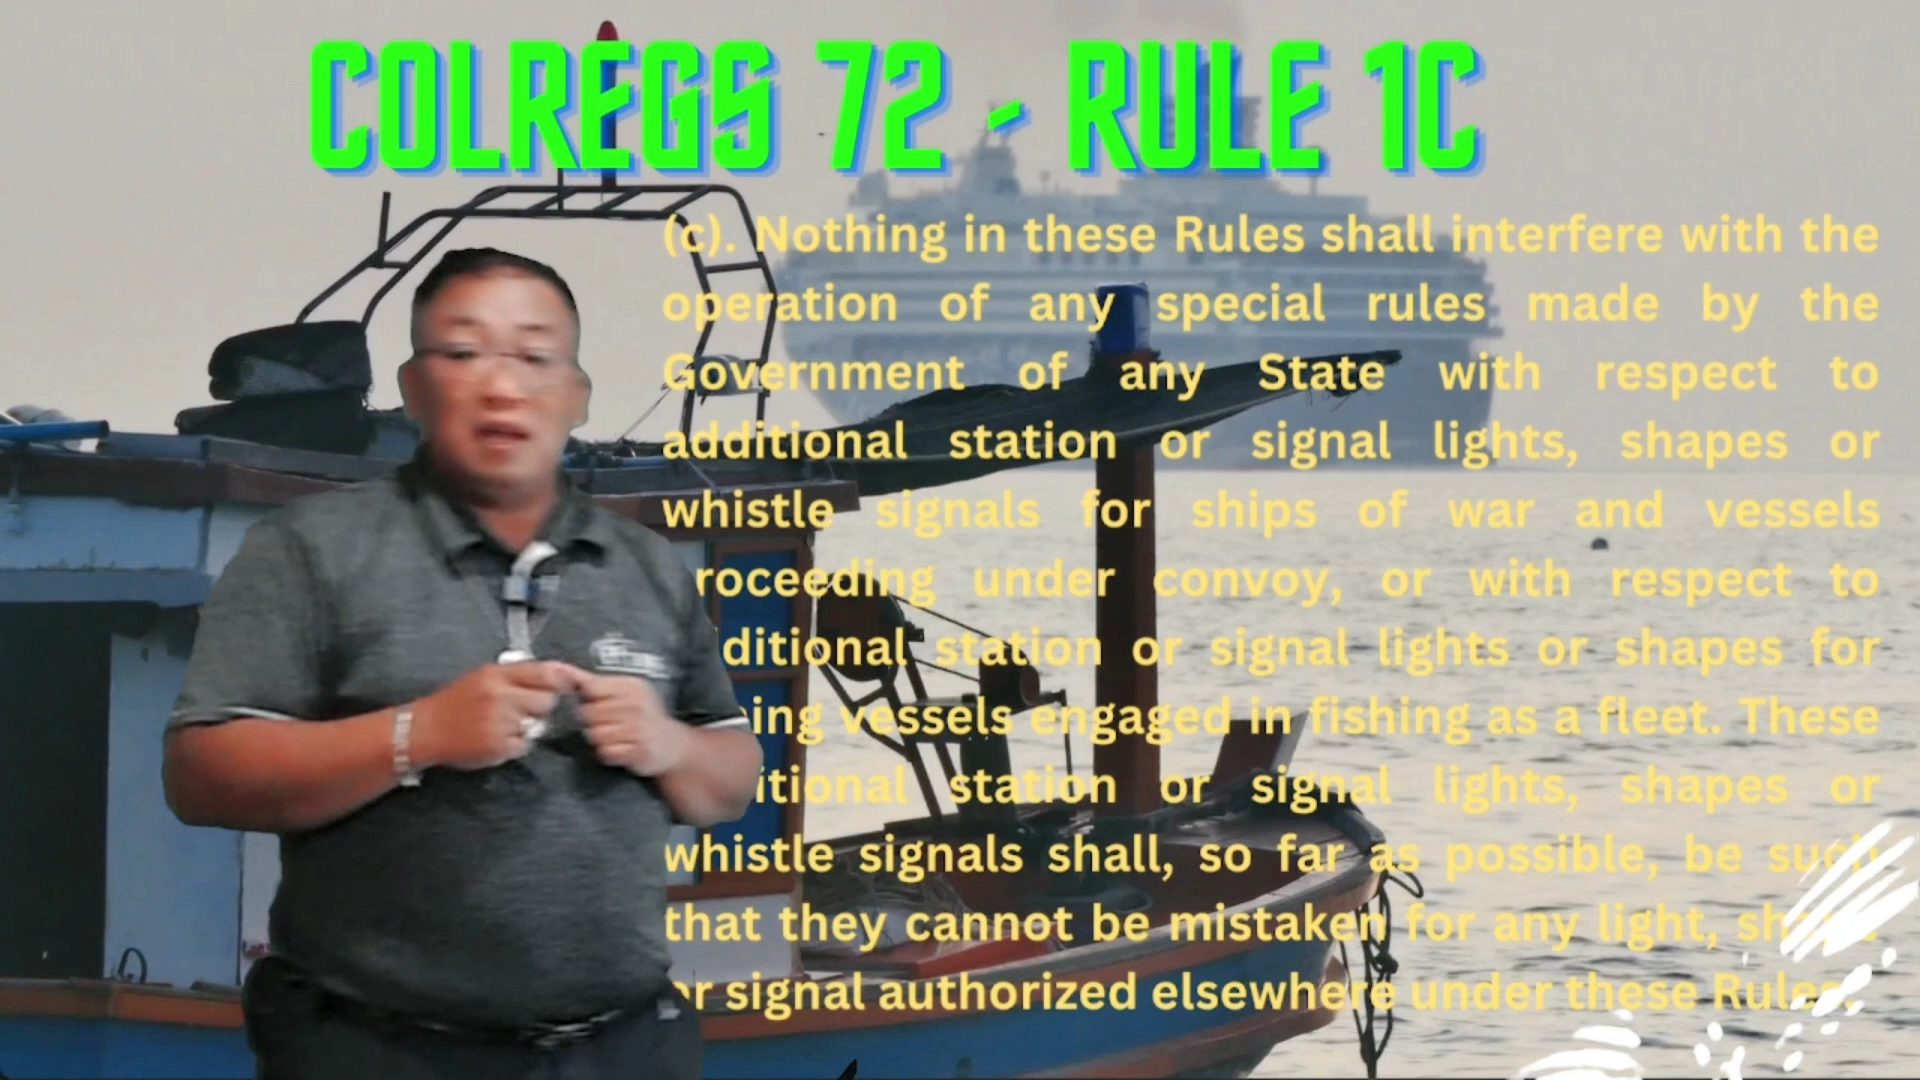 COLREGS 72 - RULE 1C
(c). Nothing in these Rules shall interfere with the
operation of any special rules made by the
Government of any State with respect to
additional station or signal lights, shapes or
whistle signals for ships of war and vessels
roceeding under convoy, or with respect to
ditional station or signal lights or shapes for
ing vessels engaged in fishing as a fleet. These
itional station or signal lights, shapes or
whistle signals shall, so far as possible, be such
that they cannot be mistaken for any light,
or signal authorized elsewhere under these Rules.